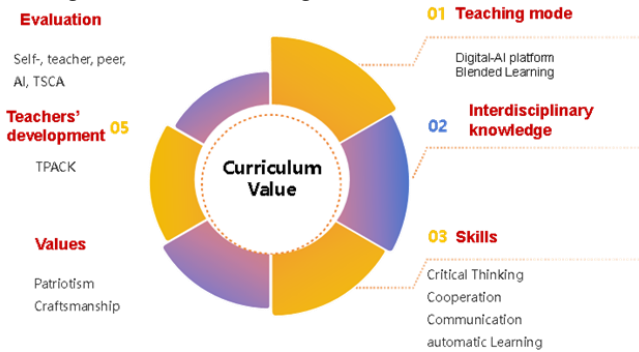 Evaluation
Self-, teacher, peer,
AI, TSCA
Teachers'
development 05
TPACK
Values
Patriotism
Craftsmanship
Curriculum
Value
01 Teaching mode
Digital-AI platform
Blended Learning
02 Interdisciplinary
knowledge
03 Skills
Critical Thinking
Cooperation
Communication
automatic Learning